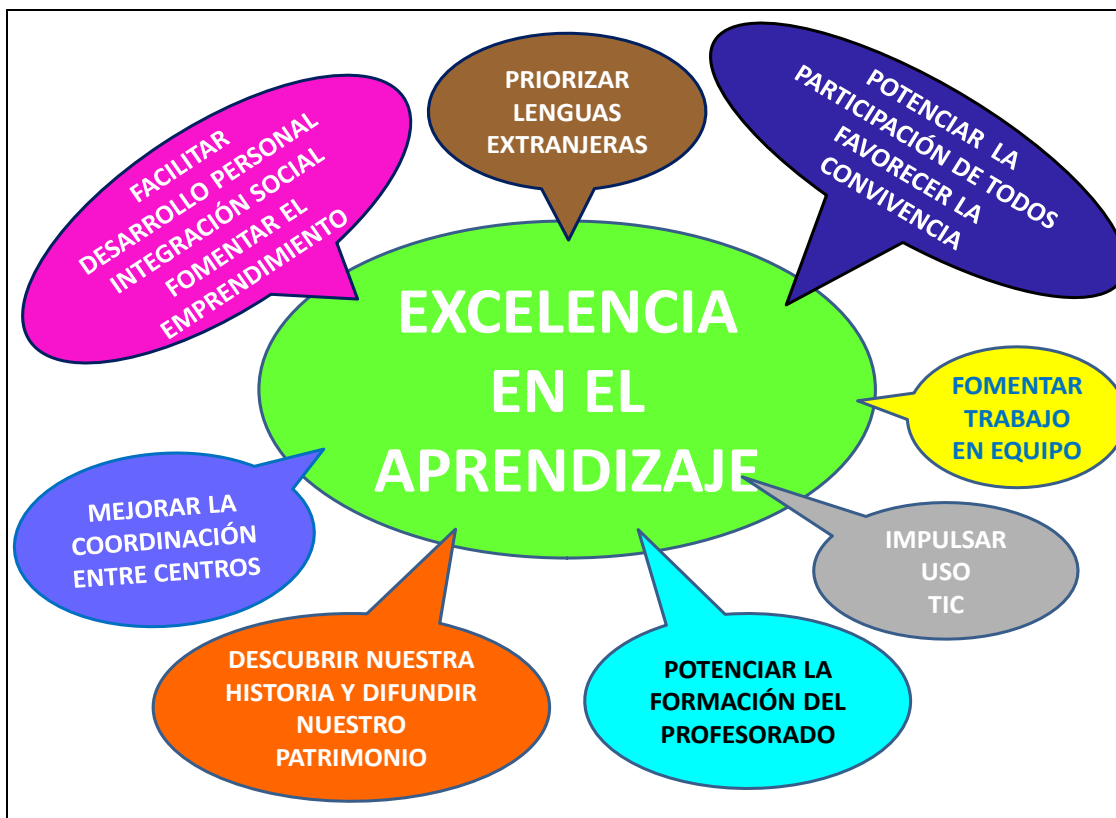 FACILITAR
DESARROLLO PERSONAL
INTEGRACIÓN SOCIAL
FOMENTAR EL
EMPRENDIMIENTO
PRIORIZAR
LENGUAS
EXTRANJERAS
POTENCIAR LA
PARTICIPACIÓN DE TODOS
FAVORECER LA
CONVIVENCIA
EXCELENCIA
EN EL
APRENDIZAJE
FOMENTAR
TRABAJO
EN EQUIPO
MEJORAR LA
COORDINACIÓN
ENTRE CENTROS
IMPULSAR
USO
TIC
DESCUBRIR NUESTRA
HISTORIA Y DIFUNDIR
NUESTRO
PATRIMONIO
POTENCIAR LA
FORMACIÓN DEL
PROFESORADO